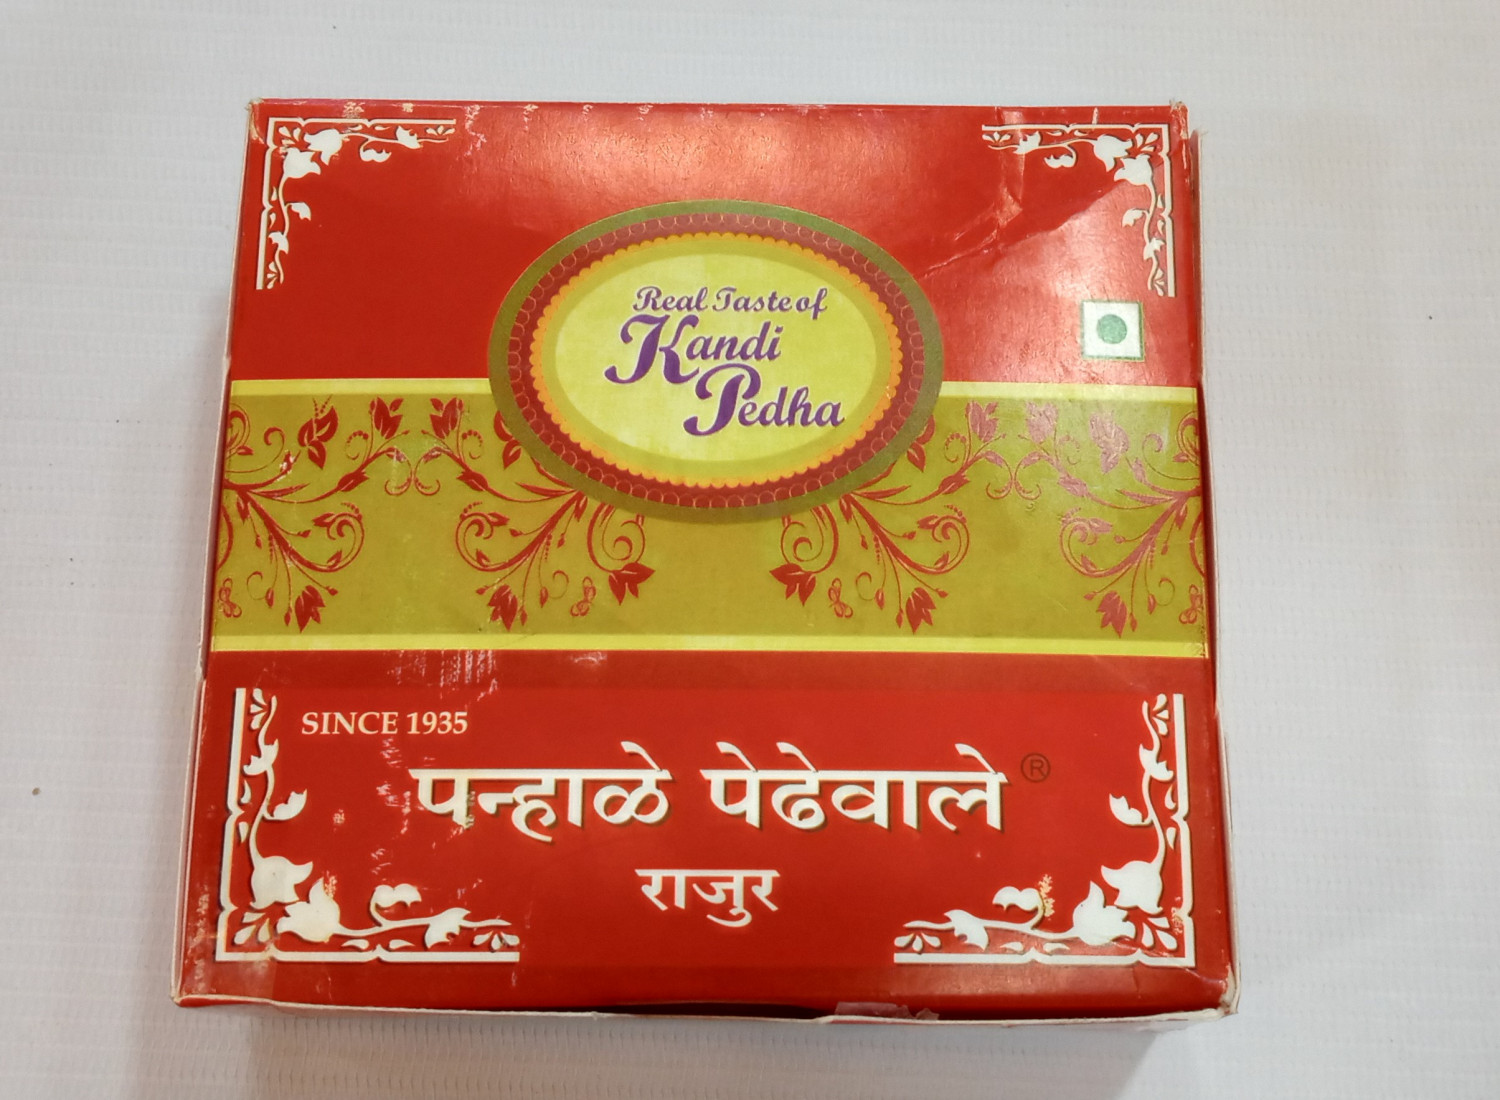 Real Taste of
Kandi
Pedha
SINCE 1935
पन्हाळे पेढेवाले ®
राजुर